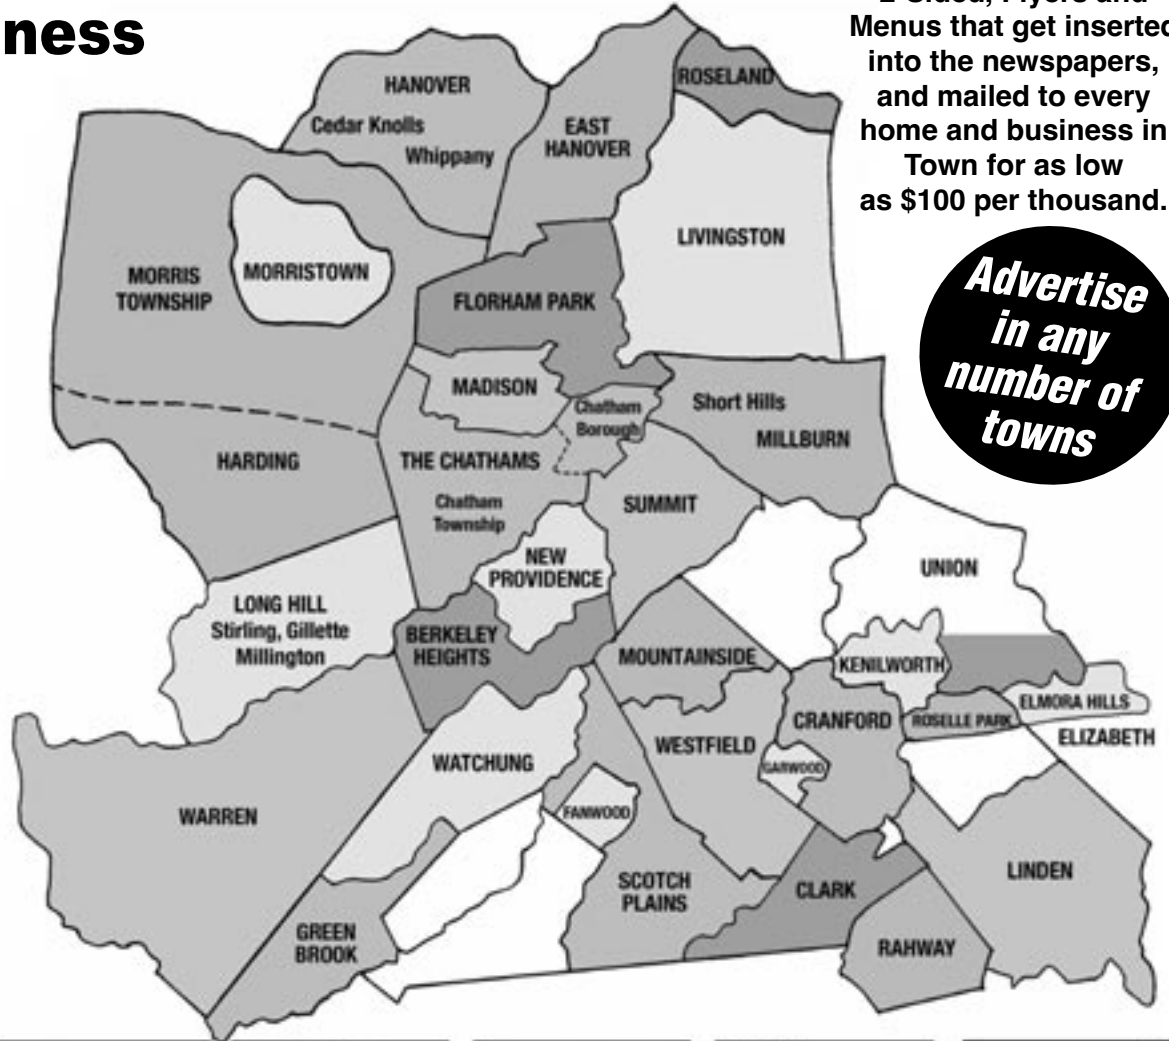 ness
Menus that get inserted
into the newspapers,
and mailed to every
home and business in
Town for as low
as $100 per thousand.
Advertise
in any
number of
towns
HANOVER
Cedar Knolls
Whippany
EAST
HANOVER
ROSELAND
LIVINGSTON
MORRIS
TOWNSHIP
MORRISTOWN
FLORHAM PARK
MADISON
Chatham
Borough
Short Hills
MILLBURN
HARDING
THE CHATHAMS
Chatham
Township
SUMMIT
NEW
PROVIDENCE
UNION
LONG HILL
Stirling, Gillette
Millington
BERKELEY
HEIGHTS
MOUNTAINSIDE
KENILWORTH
ELMORA HILLS
ROSELLE PARK
ELIZABETH
CRANFORD
WESTFIELD
GARWOOD
WATCHUNG
WARREN
FANWOOD
SCOTCH
PLAINS
CLARK
LINDEN
GREEN
BROOK
RAHWAY